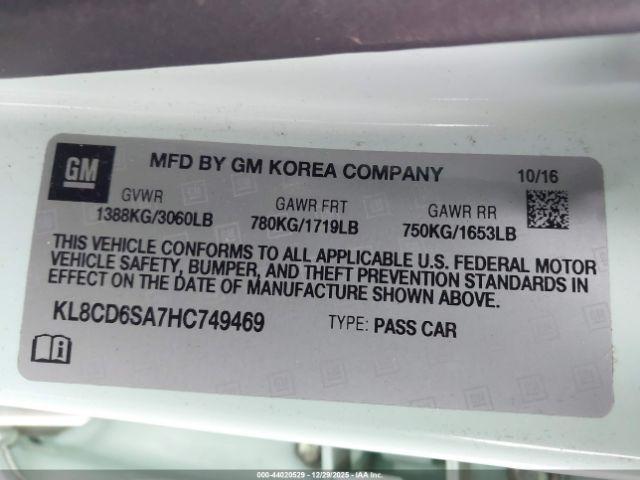 GM MFD BY GM KOREA COMPANY 10/16
GVWR GAWR FRT GAWR RR
1388KG/3060LB 780KG/1719LB 750KG/1653LB
THIS VEHICLE CONFORMS TO ALL APPLICABLE U.S. FEDERAL MOTOR
VEHICLE SAFETY, BUMPER, AND THEFT PREVENTION STANDARDS IN
EFFECT ON THE DATE OF MANUFACTURE SHOWN ABOVE.
KL8CD6SA7HC749469 TYPE: PASS CAR
000-44020529 - 12/29/2025 - IAA